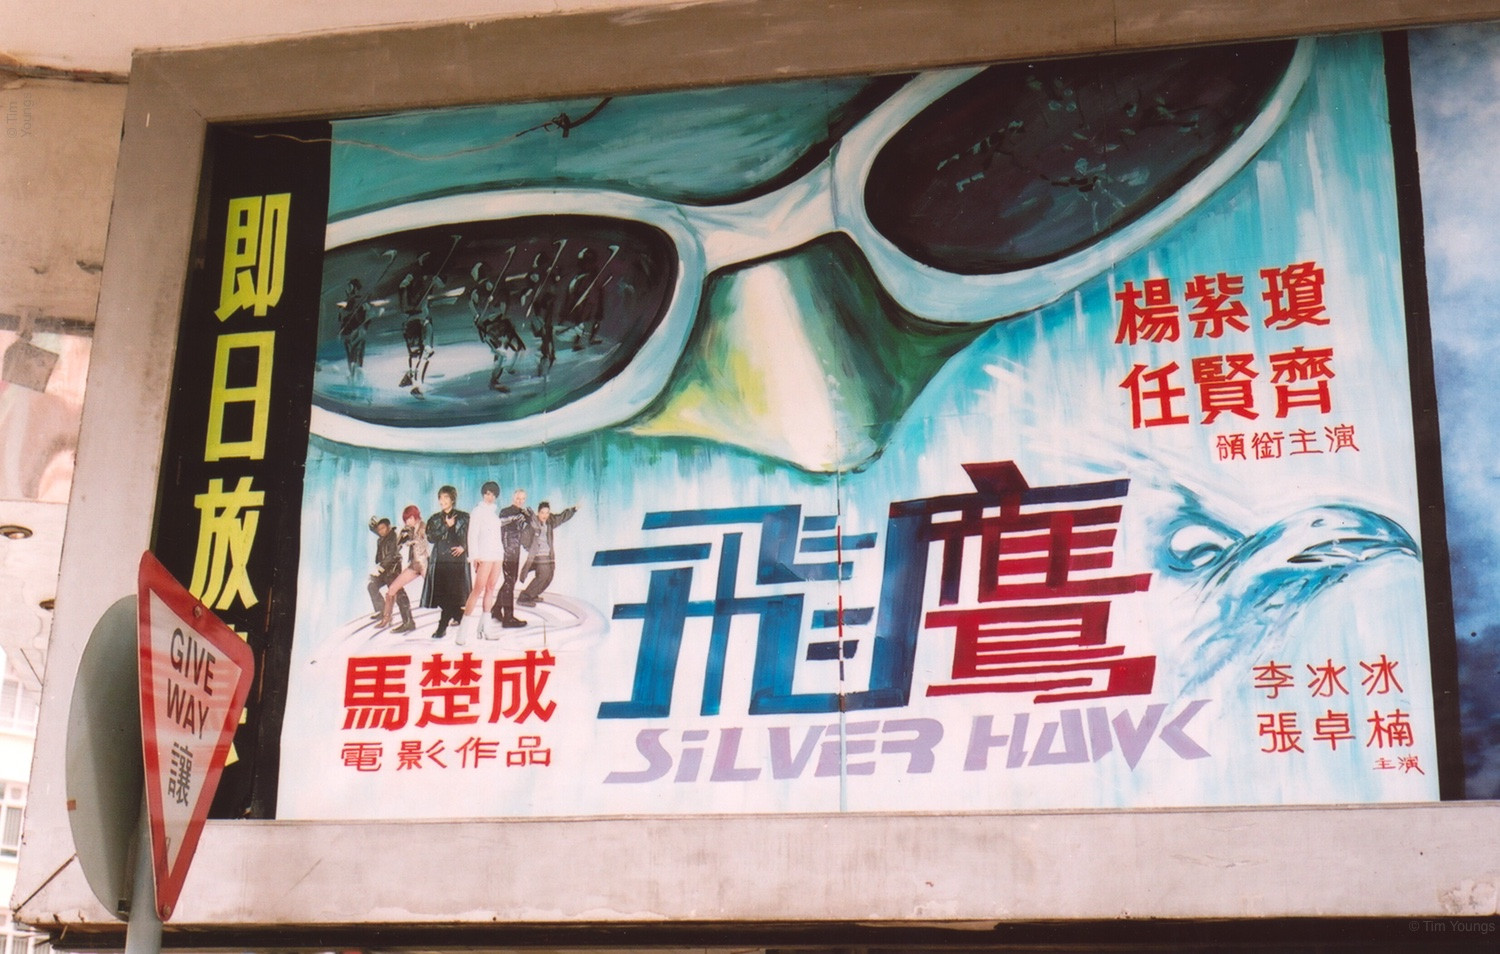 即日放
楊紫瓊
任賢齊
領銜主演
飛鷹
SILVER HAWK
馬楚成
電影作品
李冰冰
張卓楠
主演
GIVE
WAY
讓
© Tim Youngs
© Tim Youngs